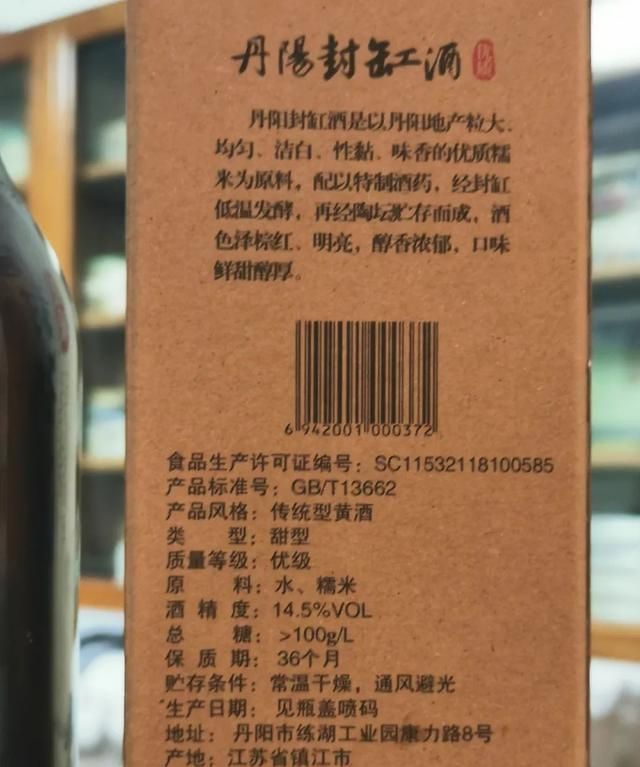 丹陽封缸酒
丹阳封缸酒是以丹阳地产粒大、
均匀、洁白、性黏、味香的优质糯
米为原料，配以特制酒药，经封缸
低温发酵，再经陶坛贮存而成，酒
色泽棕红、明亮，醇香浓郁，口味
鲜甜醇厚。
6 942001 000372
食品生产许可证编号：SC11532118100585
产品标准号：GB/T13662
产品风格：传统型黄酒
类型：甜型
质量等级：优级
原料：水、糯米
酒精度：14.5%VOL
总糖：>100g/L
保质期：36个月
贮存条件：常温干燥，通风避光
生产日期：见瓶盖喷码
地址：丹阳市练湖工业园康力路8号
产地：江苏省镇江市